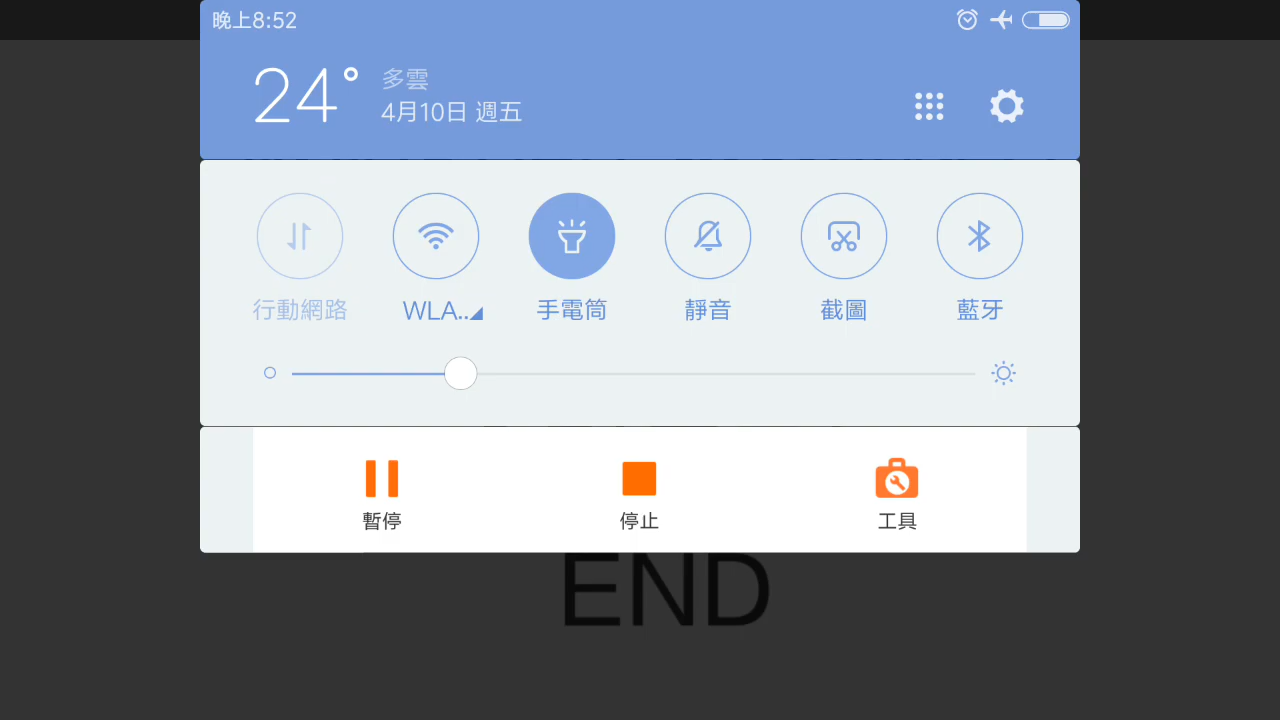 晚上8:52
24°
多雲
4月10日 週五
行動網路
WLA..
手電筒
靜音
截圖
藍牙
暫停
停止
工具
END